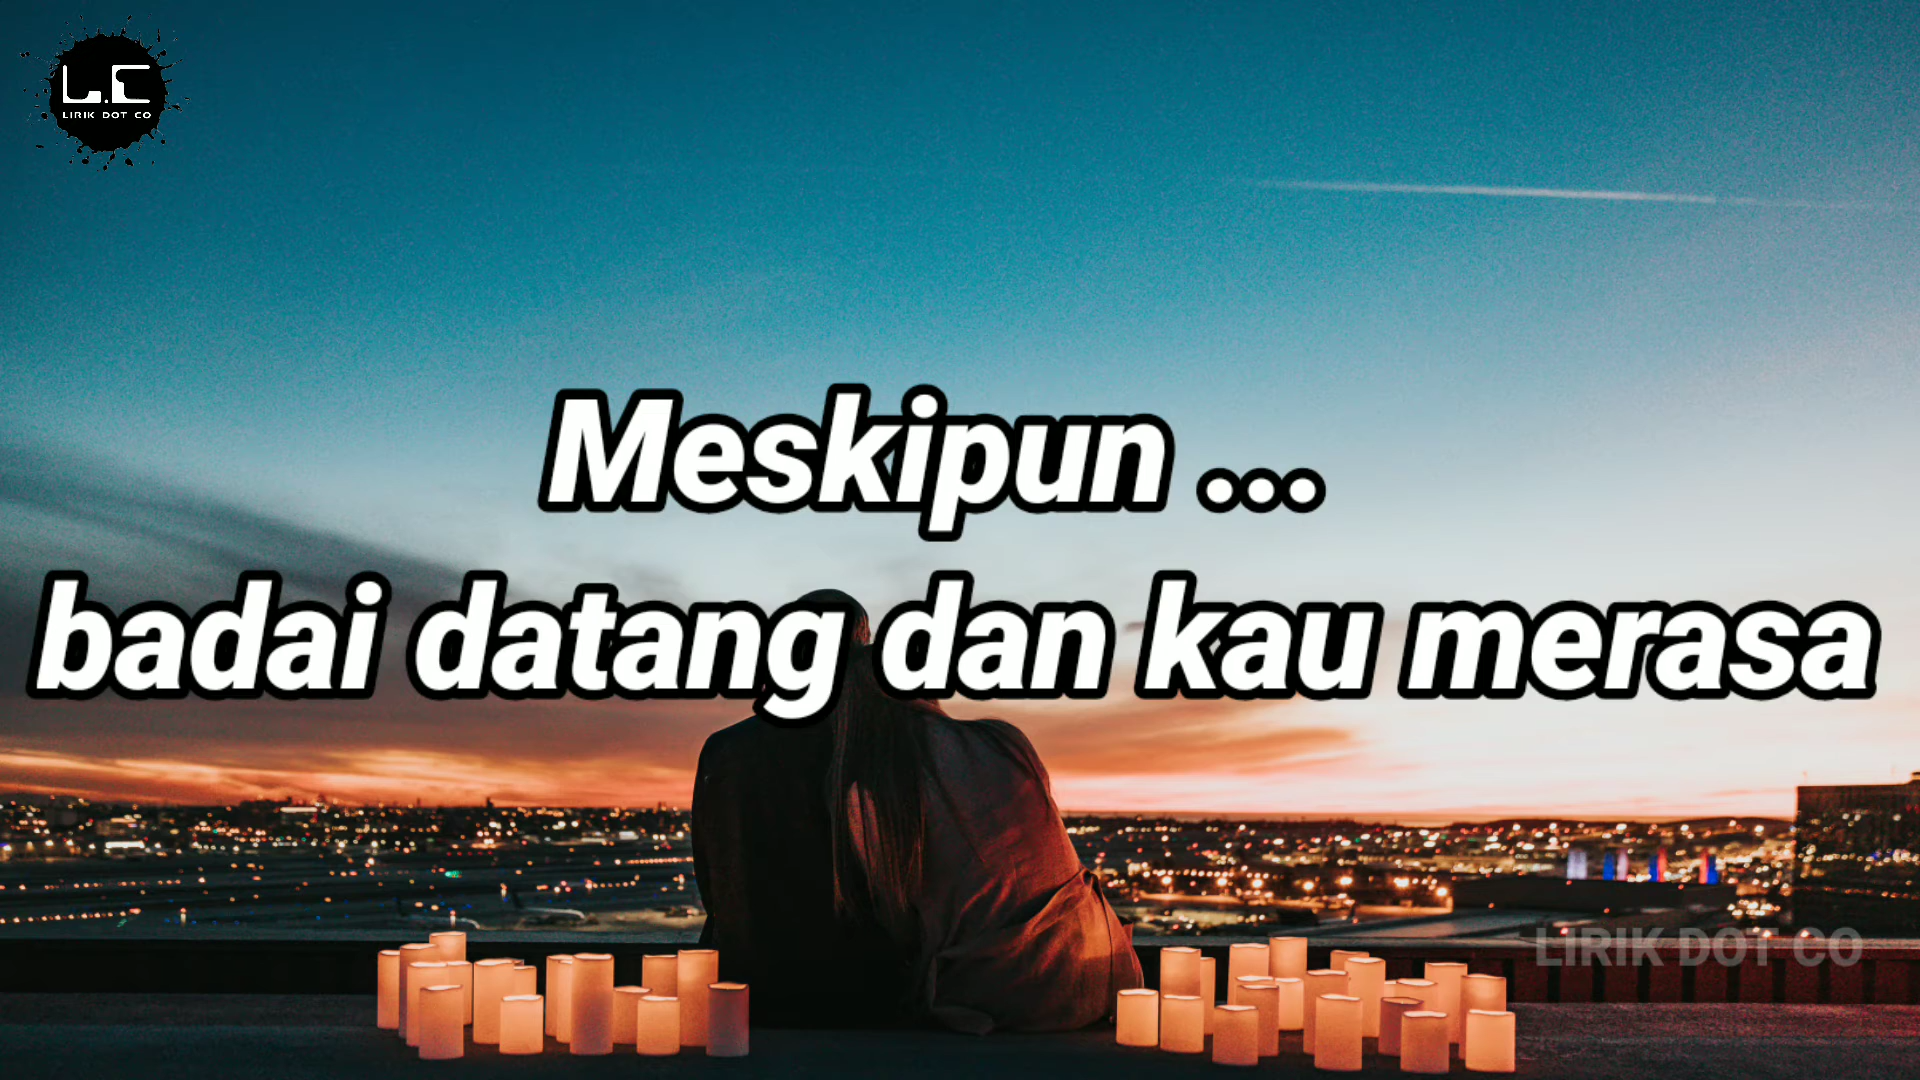 L.C
LIRIK DOT CO
Meskipun ...
badai datang dan kau merasa
LIRIK DOT CO